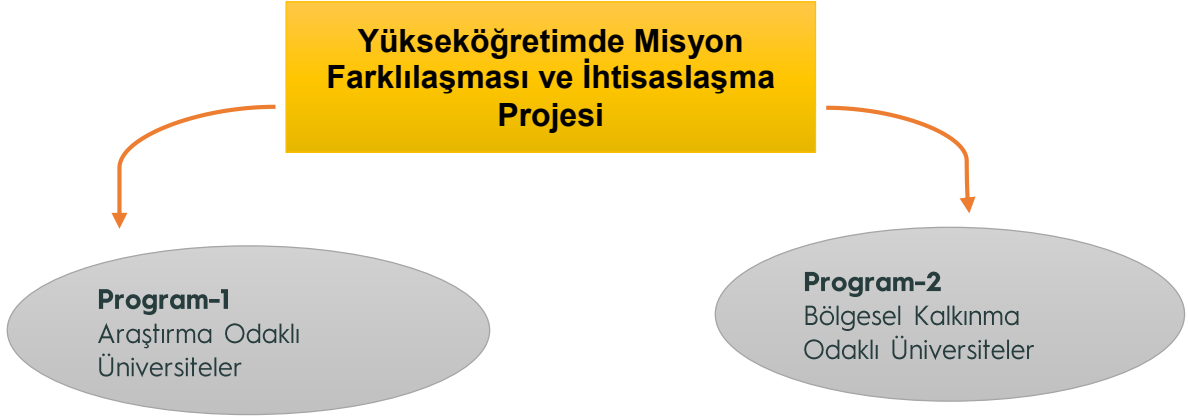 Yükseköğretimde Misyon
Farklılaşması ve İhtisaslaşma
Projesi
Program-1
Araştırma Odaklı
Üniversiteler
Program-2
Bölgesel Kalkınma
Odaklı Üniversiteler